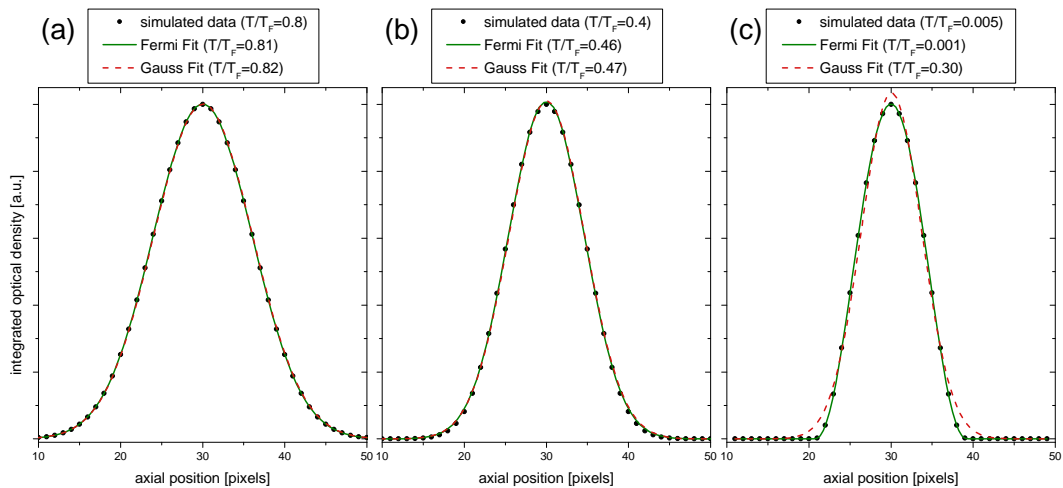 (a)
simulated data (T/T_F=0.8)
Fermi Fit (T/T_F=0.81)
Gauss Fit (T/T_F=0.82)
(b)
simulated data (T/T_F=0.4)
Fermi Fit (T/T_F=0.46)
Gauss Fit (T/T_F=0.47)
(c)
simulated data (T/T_F=0.005)
Fermi Fit (T/T_F=0.001)
Gauss Fit (T/T_F=0.30)
integrated optical density [a.u.]
10 20 30 40 50
10 20 30 40 50
10 20 30 40 50
axial position [pixels]
axial position [pixels]
axial position [pixels]